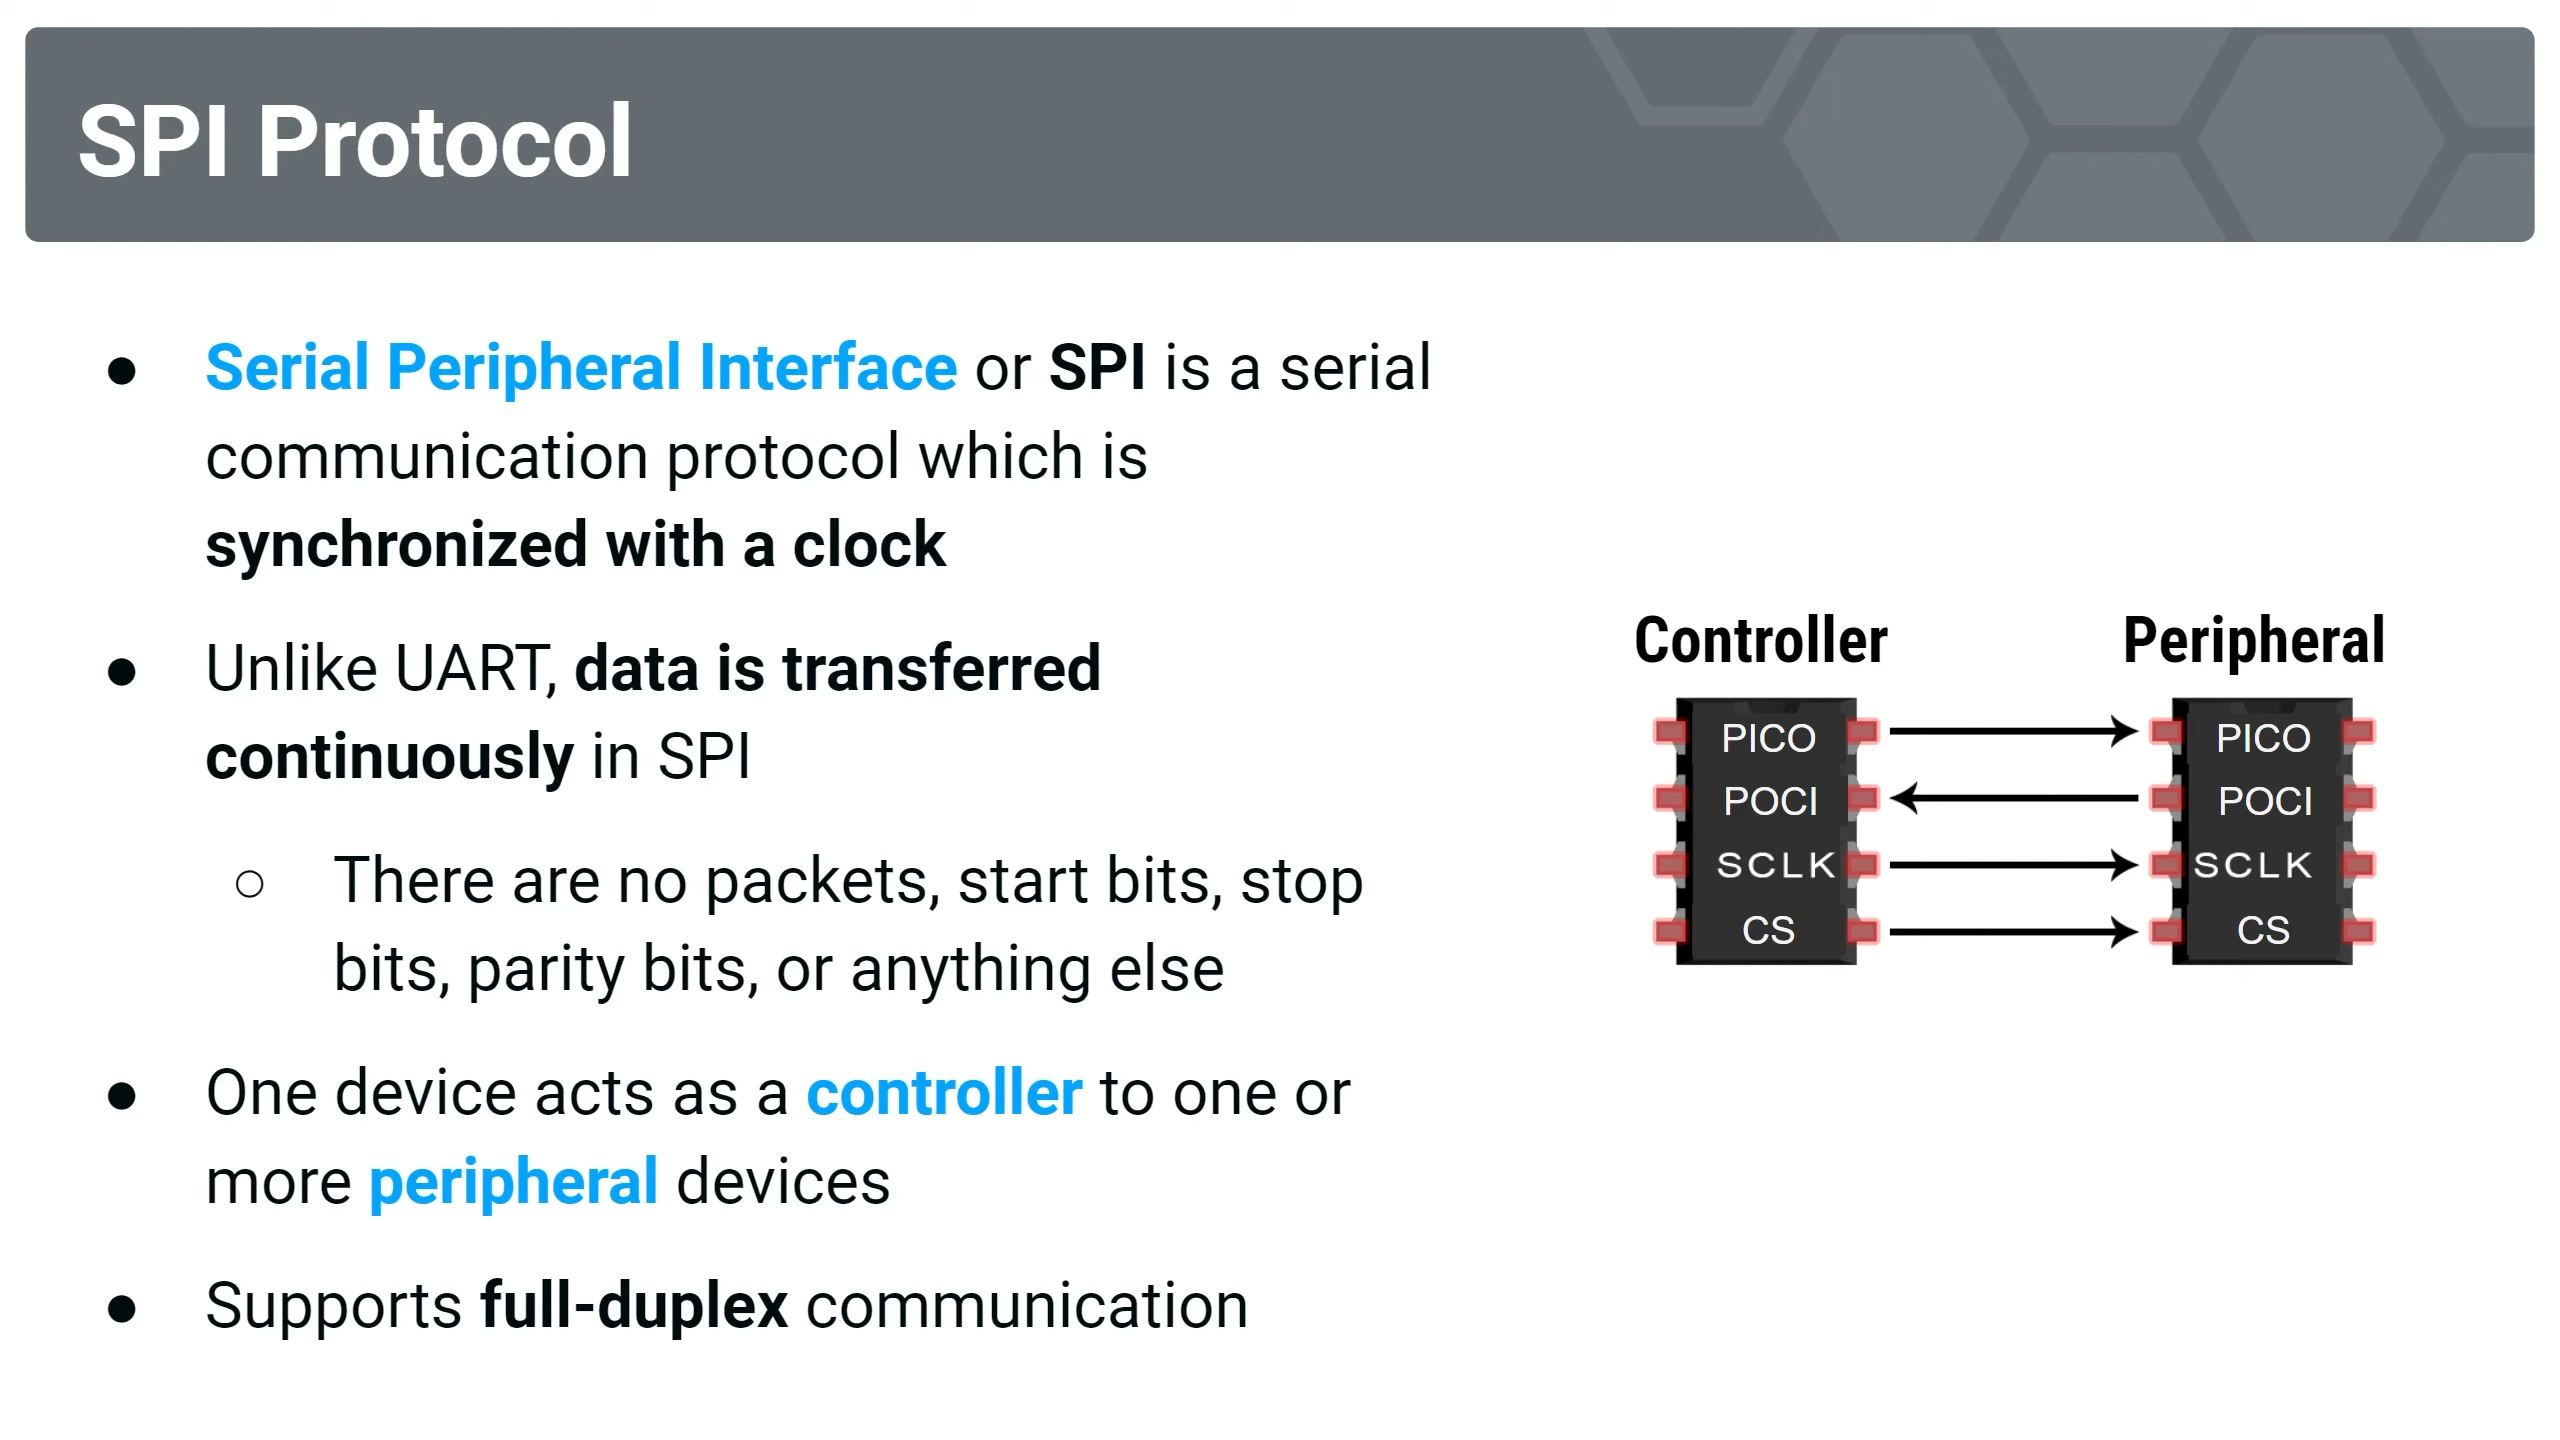 SPI Protocol
● Serial Peripheral Interface or SPI is a serial
communication protocol which is
synchronized with a clock
● Unlike UART, data is transferred
continuously in SPI
○ There are no packets, start bits, stop
bits, parity bits, or anything else
● One device acts as a controller to one or
more peripheral devices
● Supports full-duplex communication
Controller Peripheral
PICO PICO
POCI POCI
SCLK SCLK
CS CS